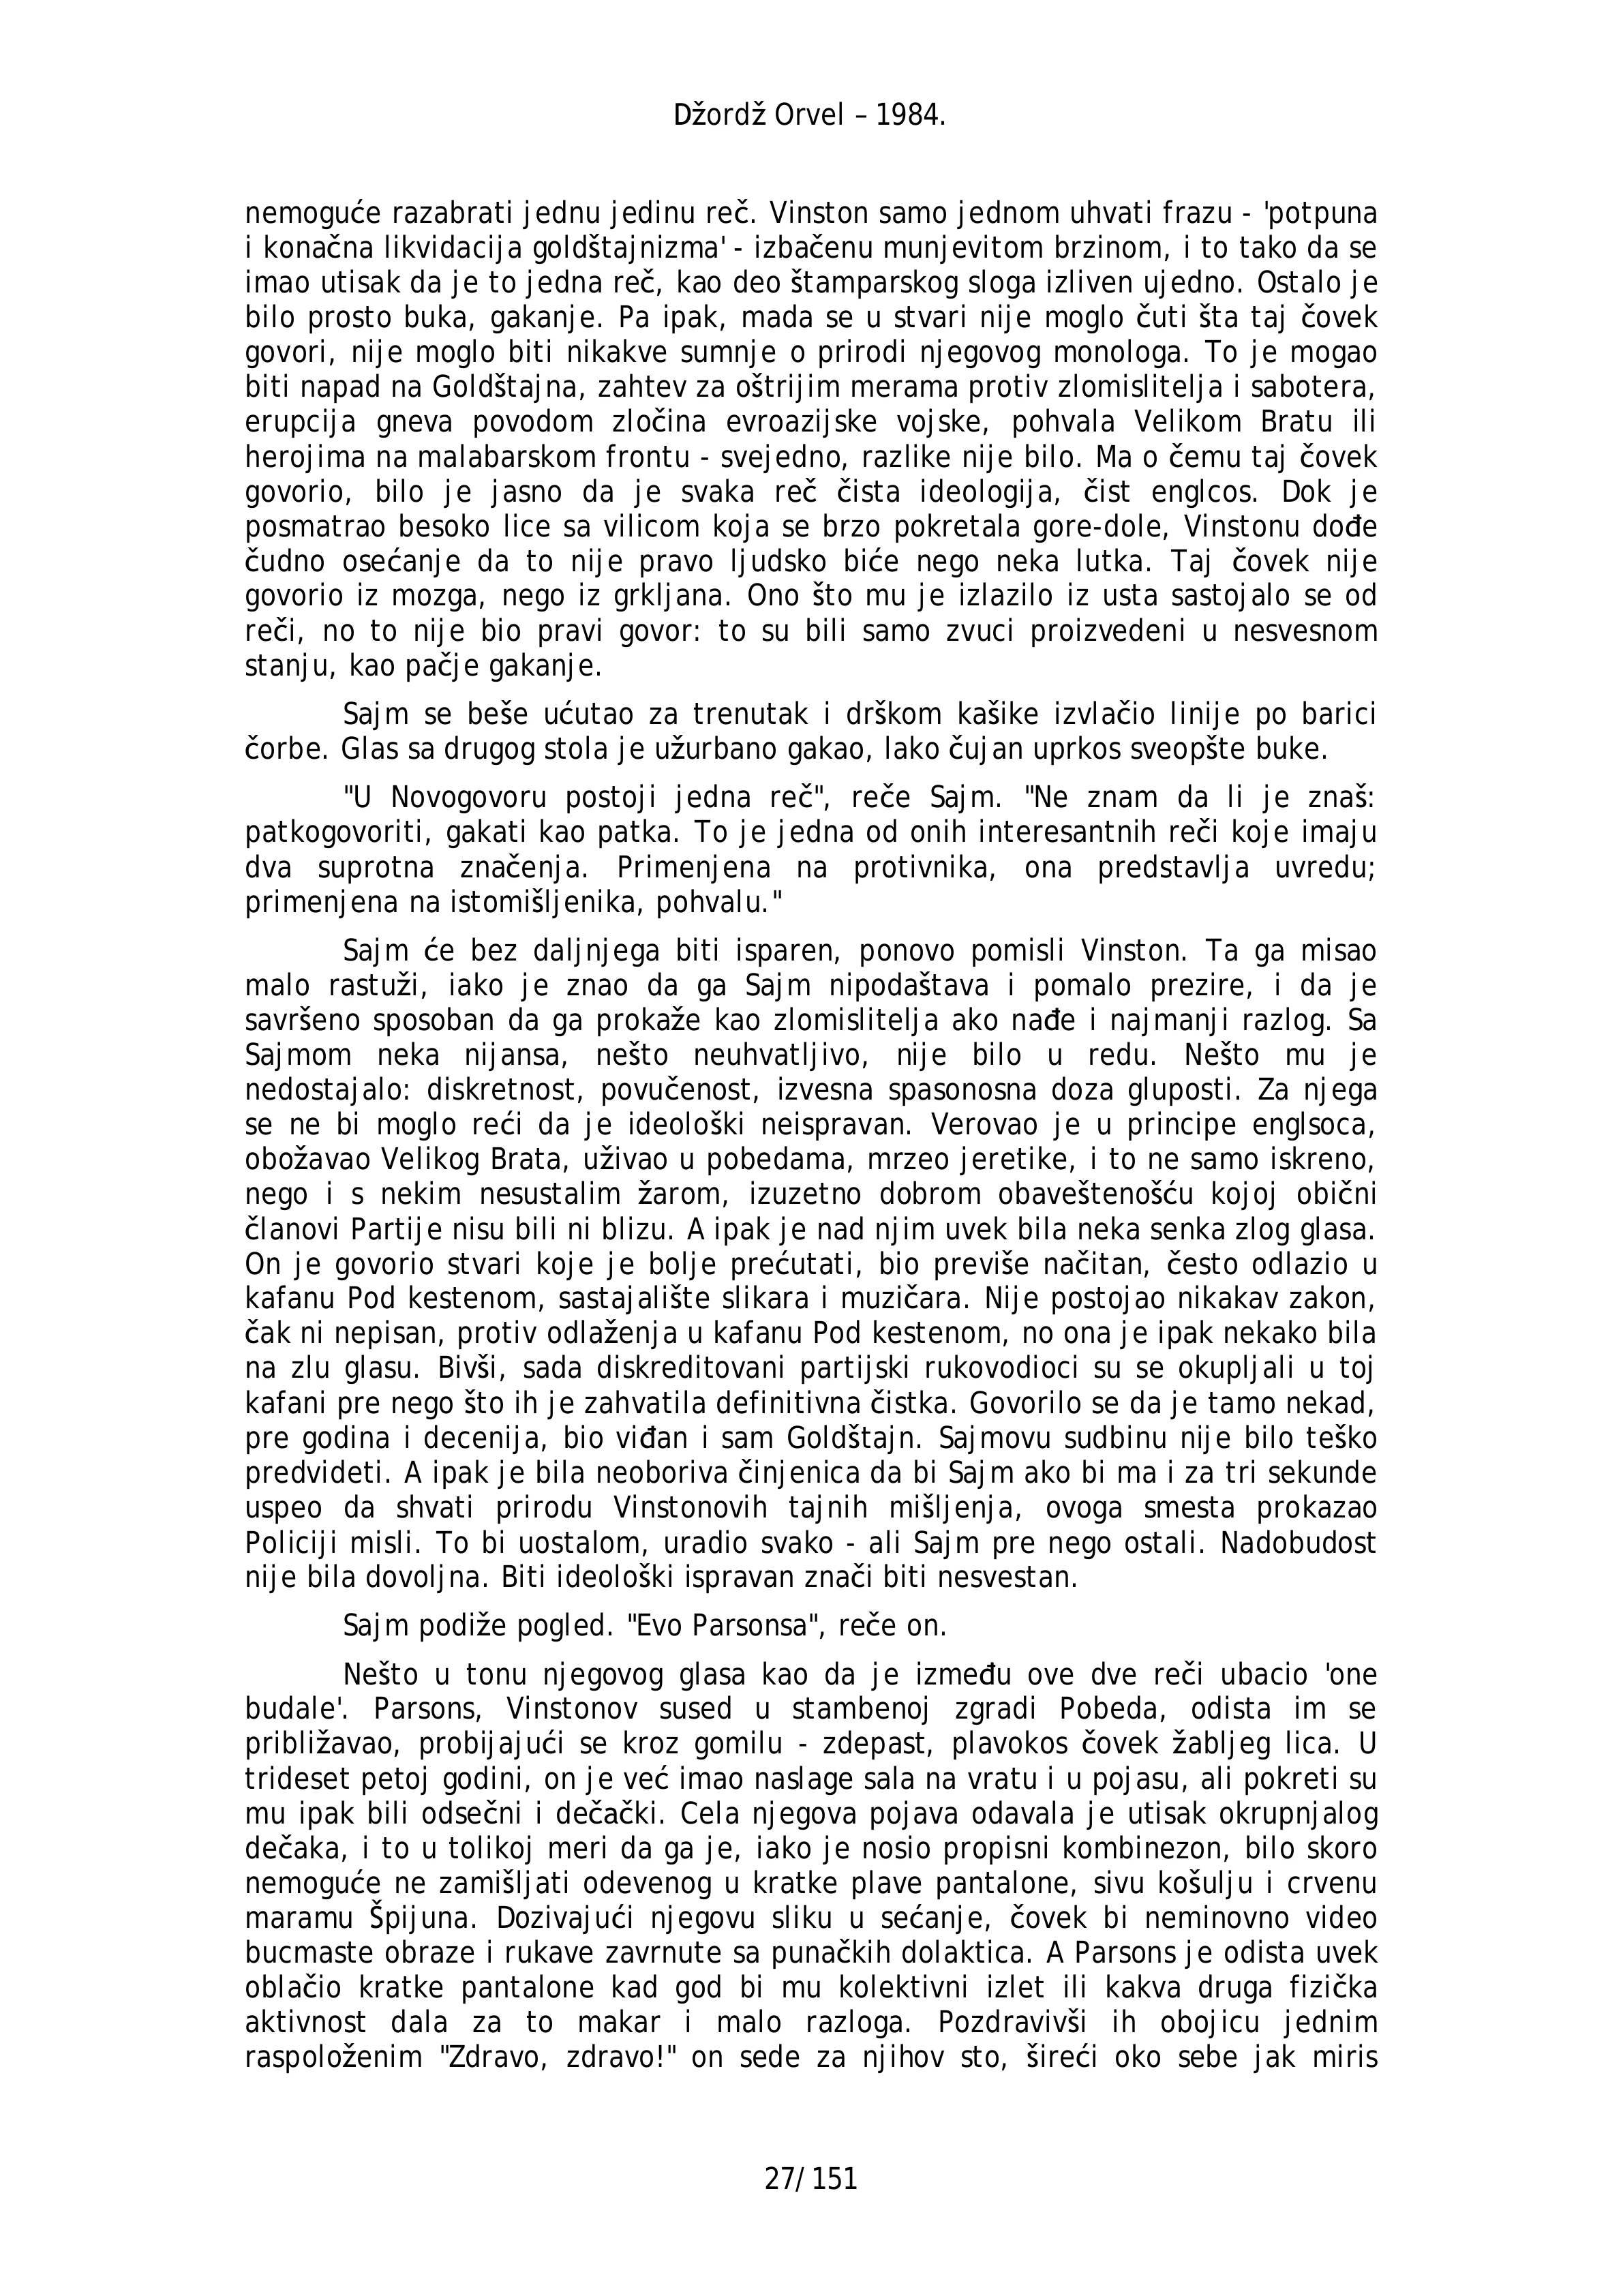 Džordž Orvel – 1984.
nemoguće razabrati jednu jedinu reč. Vinston samo jednom uhvati frazu - 'potpuna
i konačna likvidacija goldštajnizma' - izbačenu munjevitom brzinom, i to tako da se
imao utisak da je to jedna reč, kao deo štamparskog sloga izliven ujedno. Ostalo je
bilo prosto buka, gakanje. Pa ipak, mada se u stvari nije moglo čuti šta taj čovek
govori, nije moglo biti nikakve sumnje o prirodi njegovog monologa. To je mogao
biti napad na Goldštajna, zahtev za oštrijim merama protiv zlomislitelja i sabotera,
erupcija gneva povodom zločina evroazijske vojske, pohvala Velikom Bratu ili
herojima na malabarskom frontu - svejedno, razlike nije bilo. Ma o čemu taj čovek
govorio, bilo je jasno da je svaka reč čista ideologija, čist englcos. Dok je
posmatrao besoko lice sa vilicom koja se brzo pokretala gore-dole, Vinstonu dođe
čudno osećanje da to nije pravo ljudsko biće nego neka lutka. Taj čovek nije
govorio iz mozga, nego iz grkljana. Ono što mu je izlazilo iz usta sastojalo se od
reči, no to nije bio pravi govor: to su bili samo zvuci proizvedeni u nesvesnom
stanju, kao pačje gakanje.
Sajm se beše ućutao za trenutak i drškom kašike izvlačio linije po barici
čorbe. Glas sa drugog stola je užurbano gakao, lako čujan uprkos sveopšte buke.
"U Novogovoru postoji jedna reč", reče Sajm. "Ne znam da li je znaš:
patkogovoriti, gakati kao patka. To je jedna od onih interesantnih reči koje imaju
dva suprotna značenja. Primenjena na protivnika, ona predstavlja uvredu;
primenjena na istomišljenika, pohvalu."
Sajm će bez daljnjega biti isparen, ponovo pomisli Vinston. Ta ga misao
malo rastuži, iako je znao da ga Sajm nipodaštava i pomalo prezire, i da je
savršeno sposoban da ga prokaže kao zlomislitelja ako nađe i najmanji razlog. Sa
Sajmom neka nijansa, nešto neuhvatljivo, nije bilo u redu. Nešto mu je
nedostajalo: diskretnost, povučenost, izvesna spasonosna doza gluposti. Za njega
se ne bi moglo reći da je ideološki neispravan. Verovao je u principe englsoca,
obožavao Velikog Brata, uživao u pobedama, mrzeo jeretike, i to ne samo iskreno,
nego i s nekim nesustalim žarom, izuzetno dobrom obaveštenošću kojoj obični
članovi Partije nisu bili ni blizu. A ipak je nad njim uvek bila neka senka zlog glasa.
On je govorio stvari koje je bolje prećutati, bio previše načitan, često odlazio u
kafanu Pod kestenom, sastajalište slikara i muzičara. Nije postojao nikakav zakon,
čak ni nepisan, protiv odlaženja u kafanu Pod kestenom, no ona je ipak nekako bila
na zlu glasu. Bivši, sada diskreditovani partijski rukovodioci su se okupljali u toj
kafani pre nego što ih je zahvatila definitivna čistka. Govorilo se da je tamo nekad,
pre godina i decenija, bio viđan i sam Goldštajn. Sajmovu sudbinu nije bilo teško
predvideti. A ipak je bila neoboriva činjenica da bi Sajm ako bi ma i za tri sekunde
uspeo da shvati prirodu Vinstonovih tajnih mišljenja, ovoga smesta prokazao
Policiji misli. To bi uostalom, uradio svako - ali Sajm pre nego ostali. Nadobudost
nije bila dovoljna. Biti ideološki ispravan znači biti nesvestan.
Sajm podiže pogled. "Evo Parsonsa", reče on.
Nešto u tonu njegovog glasa kao da je između ove dve reči ubacio 'one
budale'. Parsons, Vinstonov sused u stambenoj zgradi Pobeda, odista im se
približavao, probijajući se kroz gomilu - zdepast, plavokos čovek žabljeg lica. U
trideset petoj godini, on je već imao naslage sala na vratu i u pojasu, ali pokreti su
mu ipak bili odsečni i dečački. Cela njegova pojava odavala je utisak okrupnjalog
dečaka, i to u tolikoj meri da ga je, iako je nosio propisni kombinezon, bilo skoro
nemoguće ne zamišljati odevenog u kratke plave pantalone, sivu košulju i crvenu
maramu Špijuna. Dozivajući njegovu sliku u sećanje, čovek bi neminovno video
bucmaste obraze i rukave zavrnute sa punačkih dolaktica. A Parsons je odista uvek
oblačio kratke pantalone kad god bi mu kolektivni izlet ili kakva druga fizička
aktivnost dala za to makar i malo razloga. Pozdravivši ih obojicu jednim
raspoloženim "Zdravo, zdravo!" on sede za njihov sto, šireći oko sebe jak miris
27/151